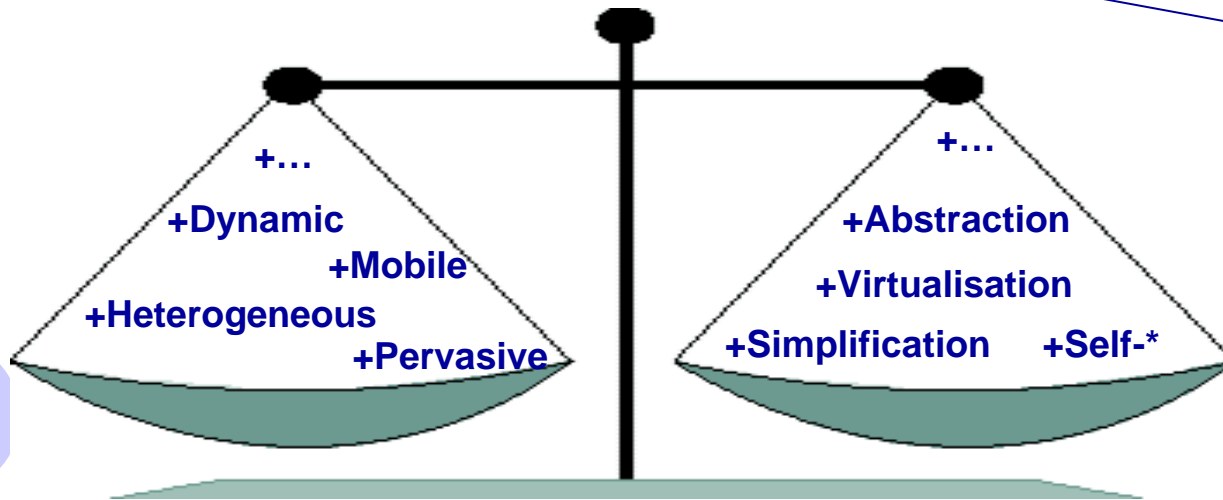 +…
+Dynamic
+Mobile
+Heterogeneous
+Pervasive
+…
+Abstraction
+Virtualisation
+Simplification +Self-*